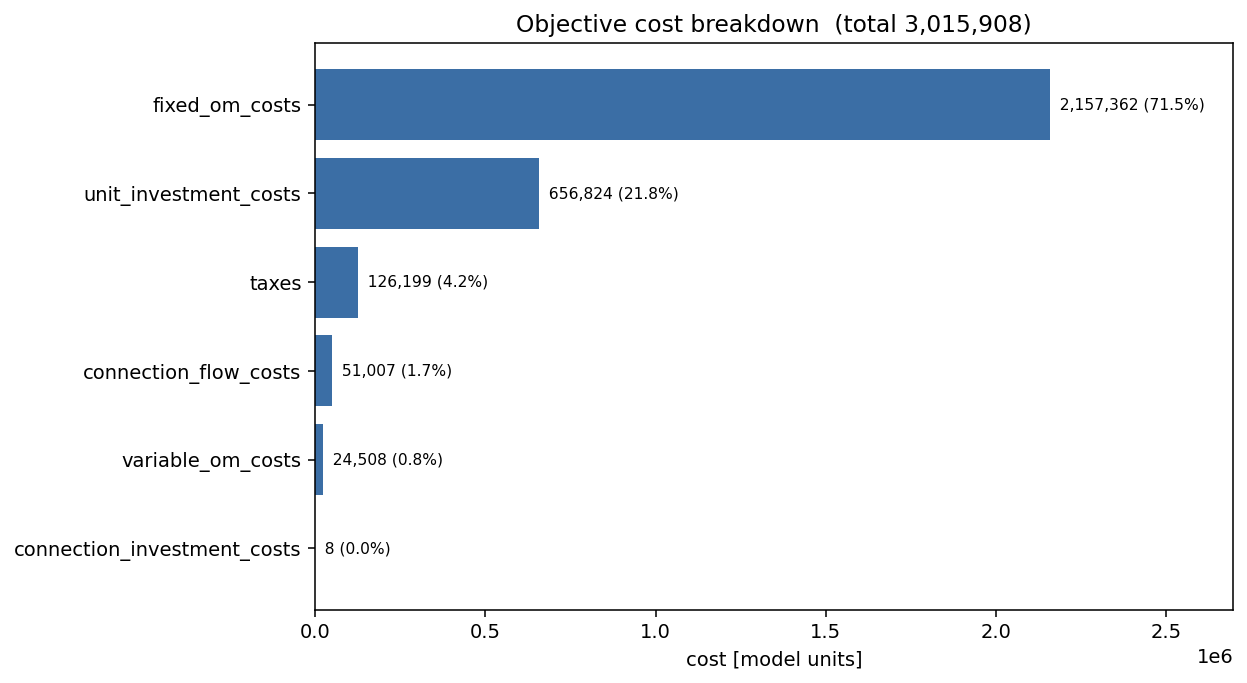 Objective cost breakdown  (total 3,015,908)
fixed_om_costs
2,157,362 (71.5%)
unit_investment_costs
656,824 (21.8%)
taxes
126,199 (4.2%)
connection_flow_costs
51,007 (1.7%)
variable_om_costs
24,508 (0.8%)
connection_investment_costs
8 (0.0%)
0.0 0.5 1.0 1.5 2.0 2.5
1e6
cost [model units]